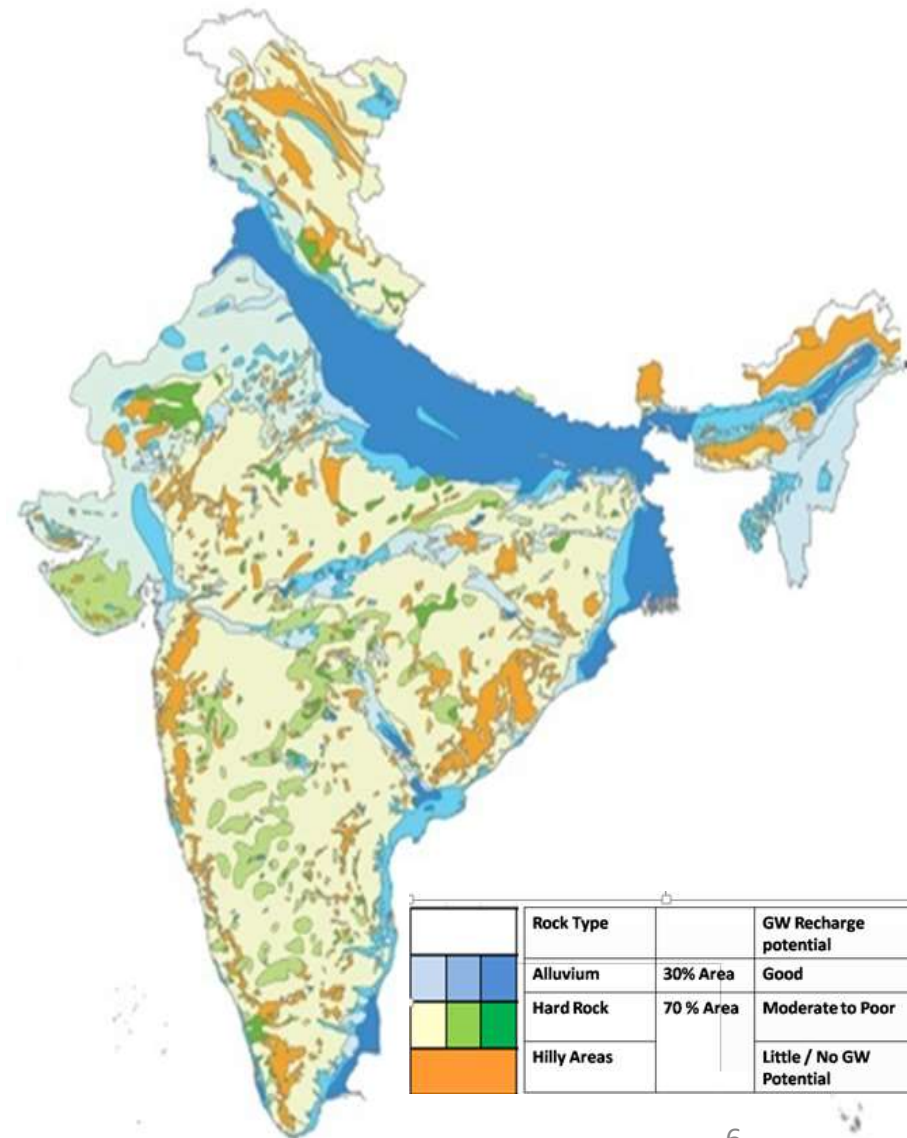 Rock Type GW Recharge
potential
Alluvium 30% Area Good
Hard Rock 70 % Area Moderate to Poor
Hilly Areas Little / No GW
Potential
6